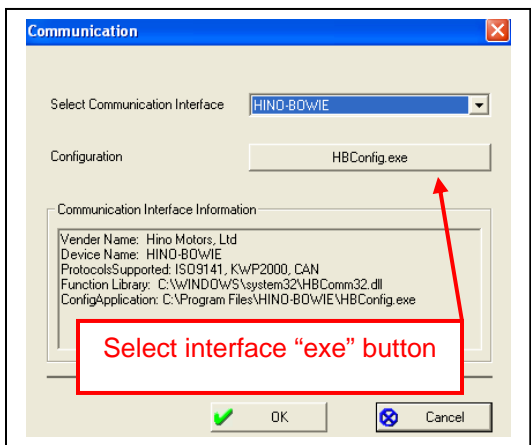 Communication
Select Communication Interface HINO-BOWIE
Configuration HBConfig.exe
Communication Interface Information
Vender Name: Hino Motors, Ltd
Device Name: HINO-BOWIE
ProtocolsSupported: ISO9141, KWP2000, CAN
Function Library: C:\WINDOWS\system32\HBComm32.dll
ConfigApplication: C:\Program Files\HINO-BOWIE\HBConfig.exe
Select interface “exe” button
OK Cancel